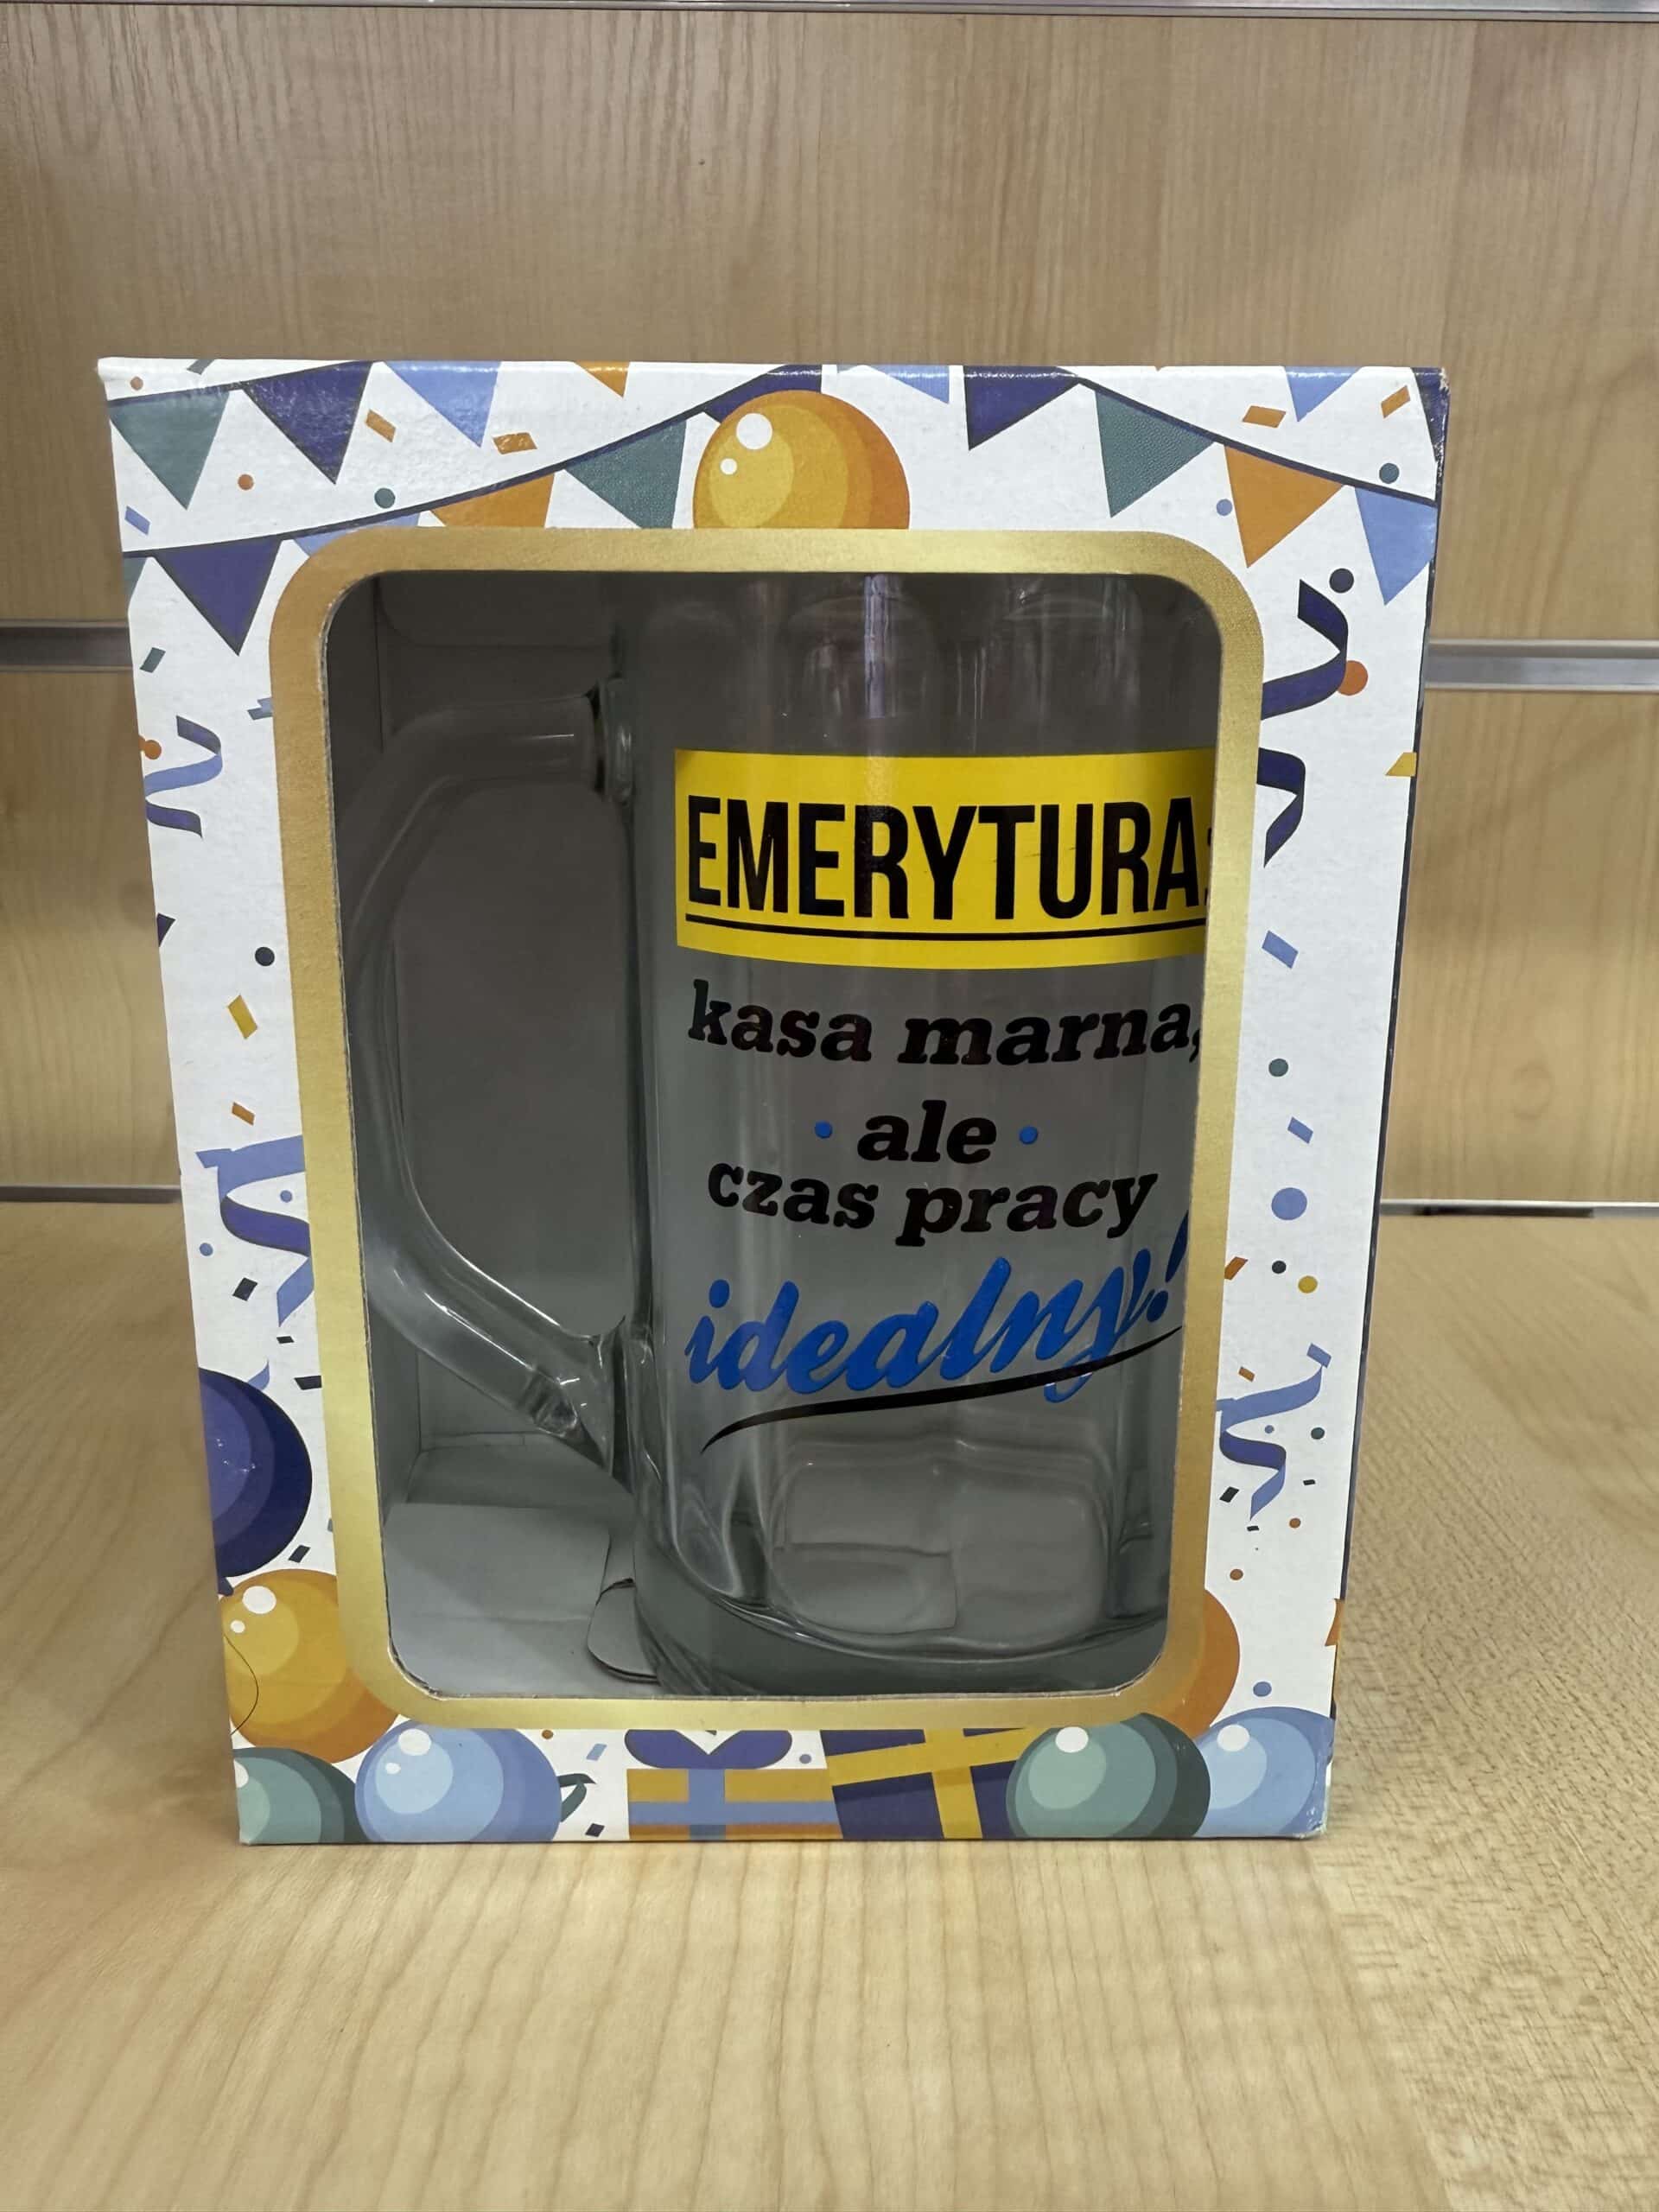 EMERYTURA:
kasa marna,
• ale •
czas pracy
idealny!